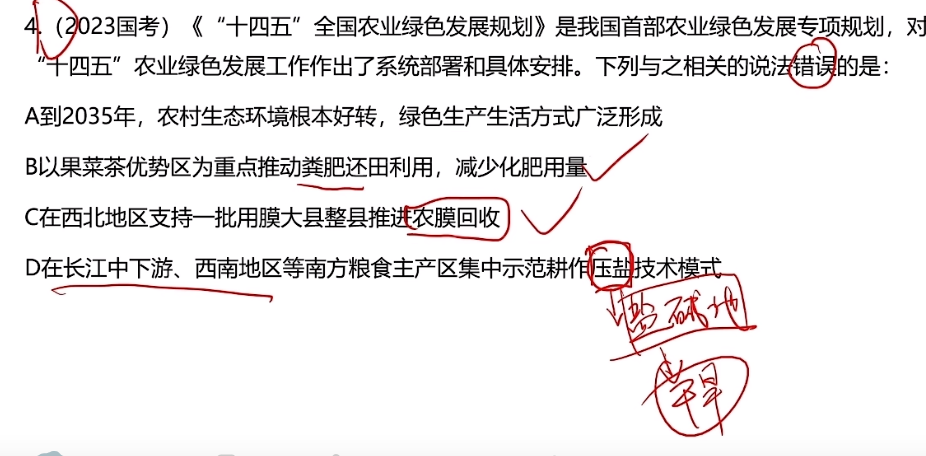 4.（2023国考）《“十四五”全国农业绿色发展规划》是我国首部农业绿色发展专项规划，对
“十四五”农业绿色发展工作作出了系统部署和具体安排。下列与之相关的说法错误的是：
A到2035年，农村生态环境根本好转，绿色生产生活方式广泛形成
B以果菜茶优势区为重点推动粪肥还田利用，减少化肥用量
C在西北地区支持一批用膜大县整县推进农膜回收
D在长江中下游、西南地区等南方粮食主产区集中示范耕作压盐技术模式
盐碱地
干旱